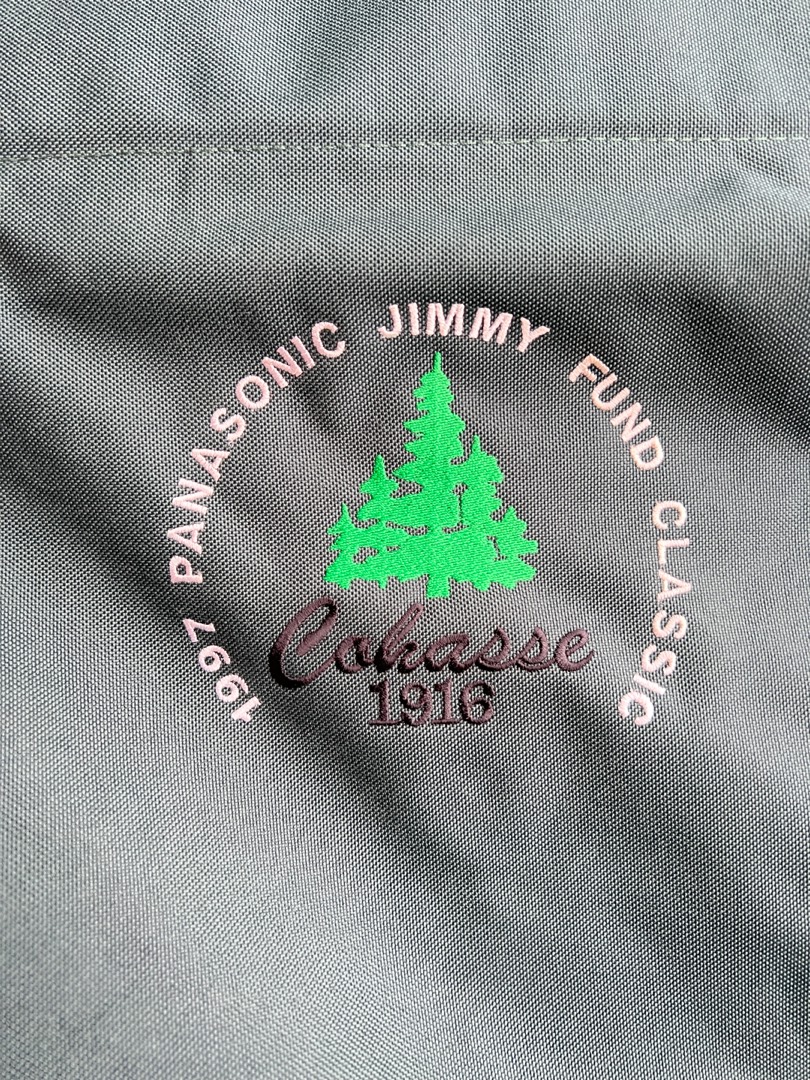 1997 PANASONIC JIMMY FUND CLASSIC
Cohasse
1916